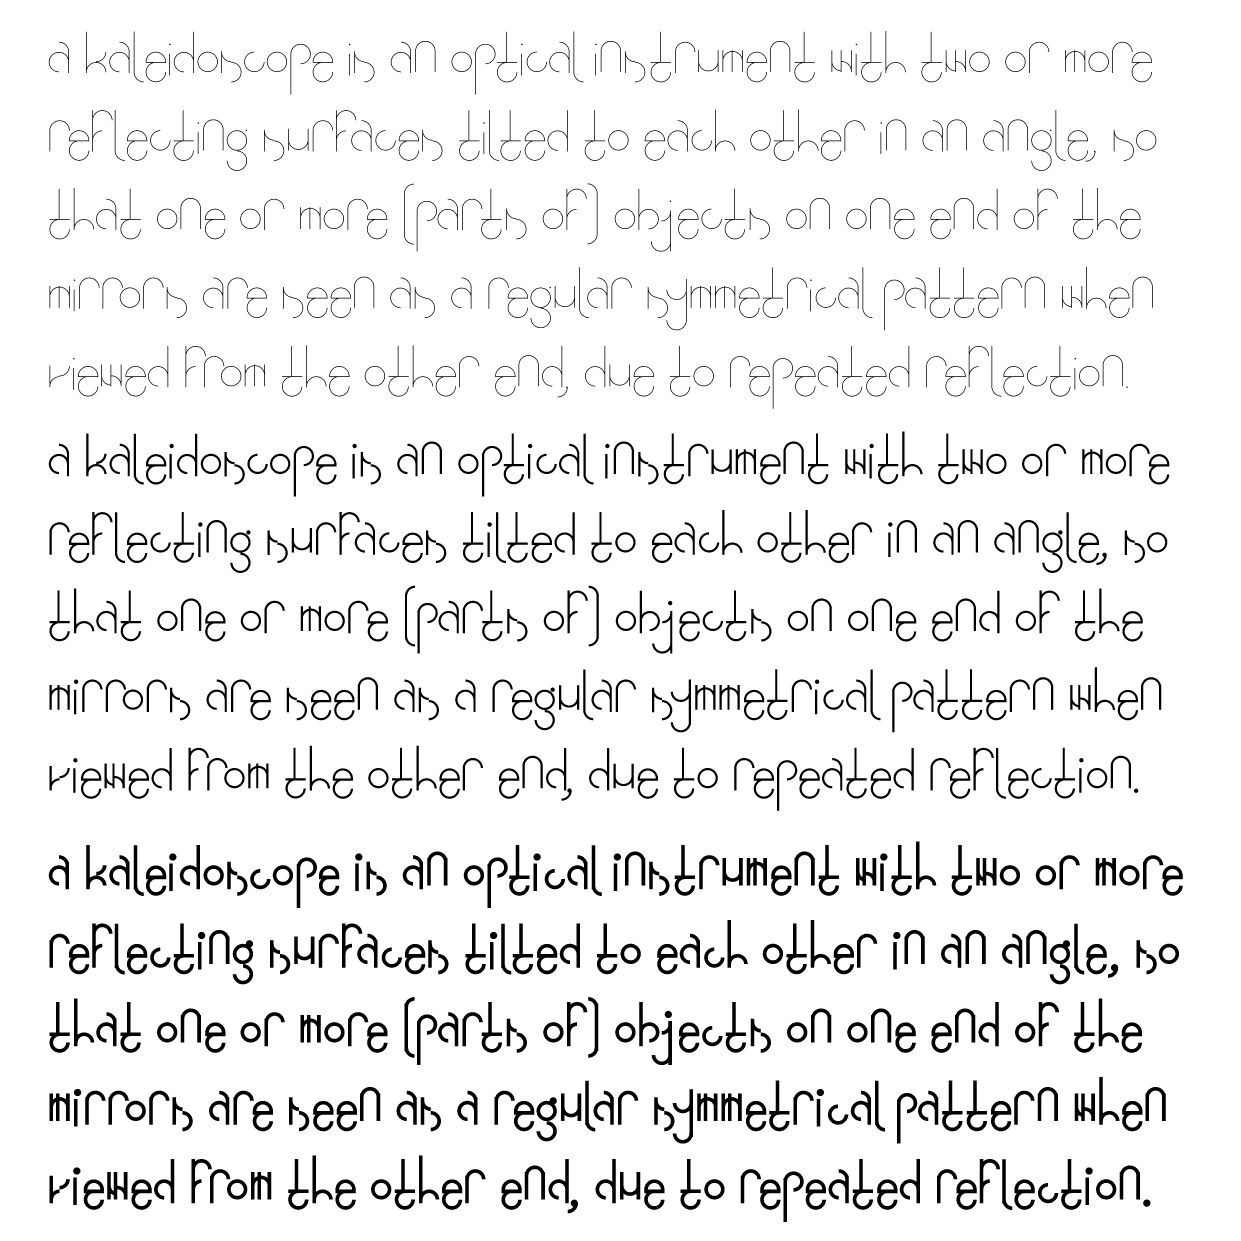 a kaleidoscope is an optical instrument with two or more
reflecting surfaces tilted to each other in an angle, so
that one or more (parts of) objects on one end of the
mirrors are seen as a regular symmetrical pattern when
viewed from the other end, due to repeated reflection.
a kaleidoscope is an optical instrument with two or more
reflecting surfaces tilted to each other in an angle, so
that one or more (parts of) objects on one end of the
mirrors are seen as a regular symmetrical pattern when
viewed from the other end, due to repeated reflection.
a kaleidoscope is an optical instrument with two or more
reflecting surfaces tilted to each other in an angle, so
that one or more (parts of) objects on one end of the
mirrors are seen as a regular symmetrical pattern when
viewed from the other end, due to repeated reflection.